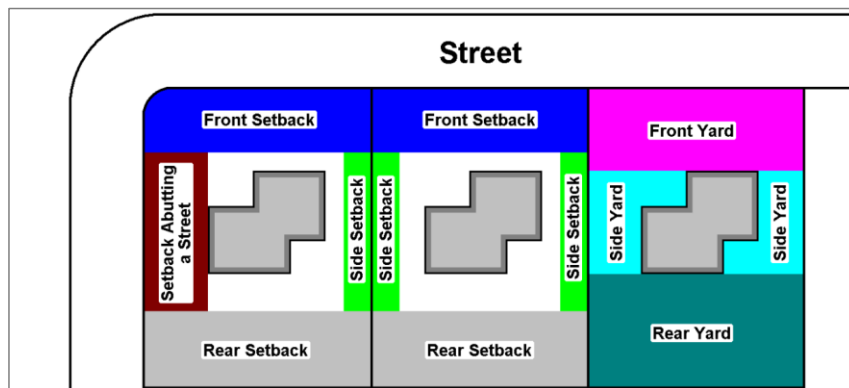 Street
Front Setback
Front Setback
Front Yard
Setback Abutting
a Street
Side Setback
Side Setback
Side Setback
Side Yard
Side Yard
Rear Setback
Rear Setback
Rear Yard